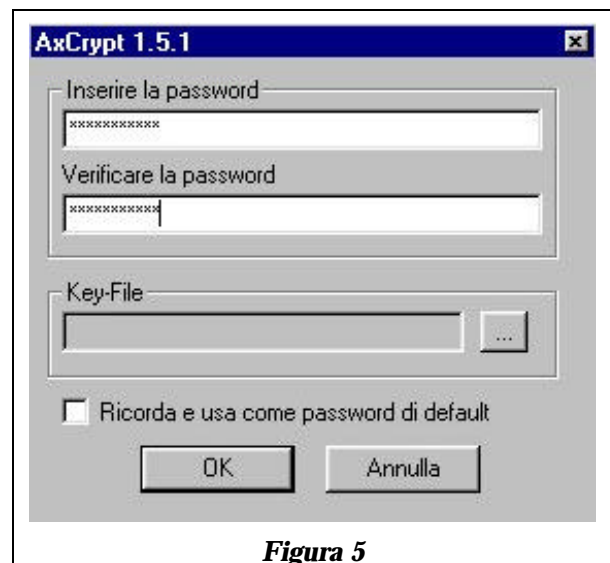 AxCrypt 1.5.1
Inserire la password
***********
Verificare la password
***********
Key-File
...
Ricorda e usa come password di default
OK Annulla
Figura 5